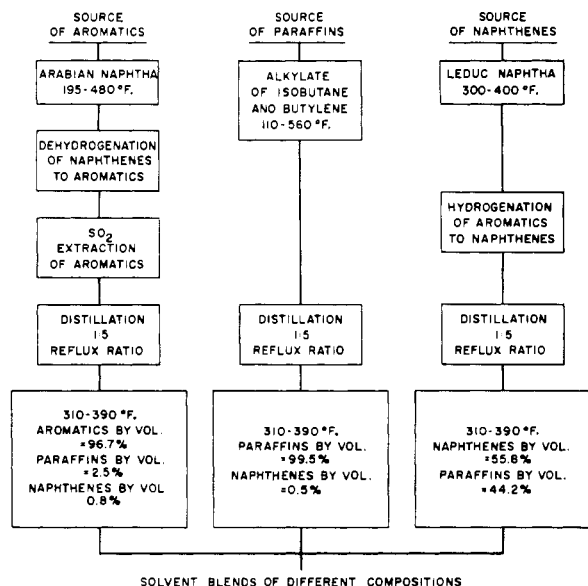 SOURCE
OF AROMATICS
ARABIAN NAPHTHA
195-480 °F.
DEHYDROGENATION
OF NAPHTHENES
TO AROMATICS
SO2
EXTRACTION
OF AROMATICS
DISTILLATION
1:5
REFLUX RATIO
310-390 °F.
AROMATICS BY VOL.
=96.7%
PARAFFINS BY VOL.
=2.5%
NAPHTHENES BY VOL
0.8%
SOURCE
OF PARAFFINS
ALKYLATE
OF ISOBUTANE
AND BUTYLENE
110-560 °F.
DISTILLATION
1:5
REFLUX RATIO
310-390 °F.
PARAFFINS BY VOL.
=99.5%
NAPHTHENES BY VOL.
=0.5%
SOURCE
OF NAPHTHENES
LEDUC NAPHTHA
300-400 °F.
HYDROGENATION
OF AROMATICS
TO NAPHTHENES
DISTILLATION
1:5
REFLUX RATIO
310-390 °F.
NAPHTHENES BY VOL.
=55.8%
PARAFFINS BY VOL.
=44.2%
SOLVENT BLENDS OF DIFFERENT COMPOSITIONS